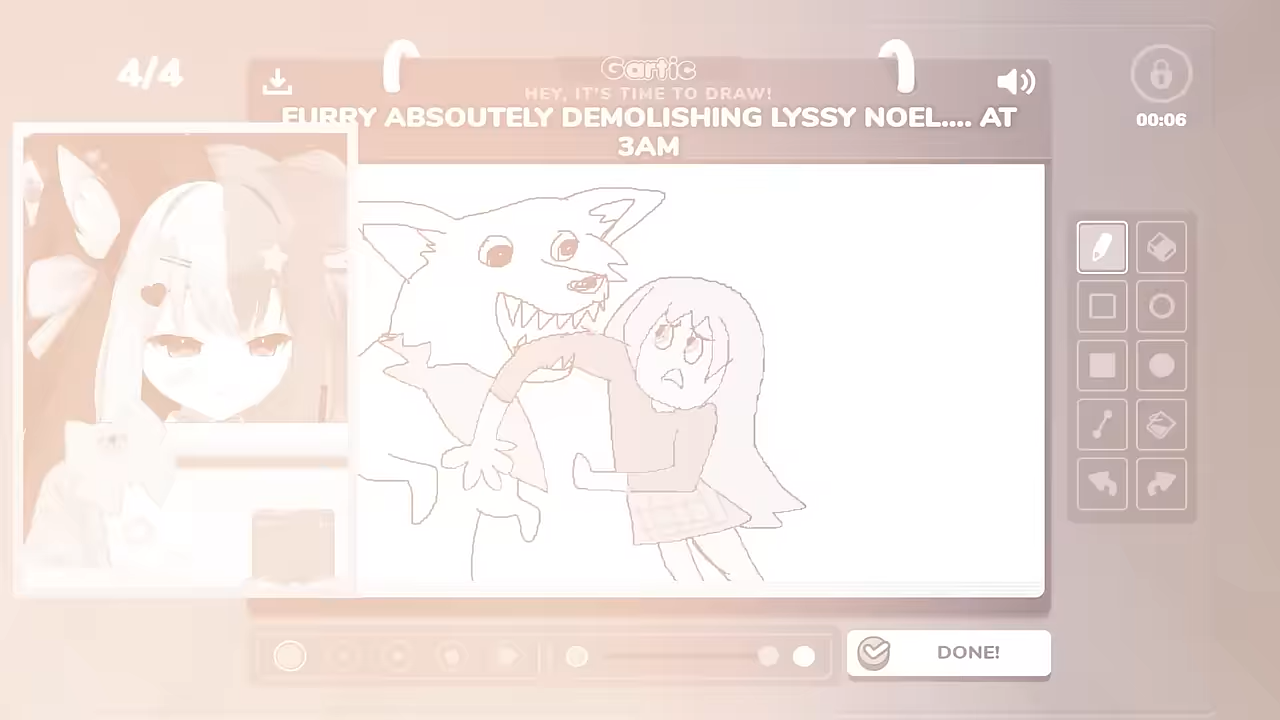 4/4
Gartic
HEY, IT'S TIME TO DRAW!
FURRY ABSOUTELY DEMOLISHING LYSSY NOEL.... AT
3AM
00:06
DONE!